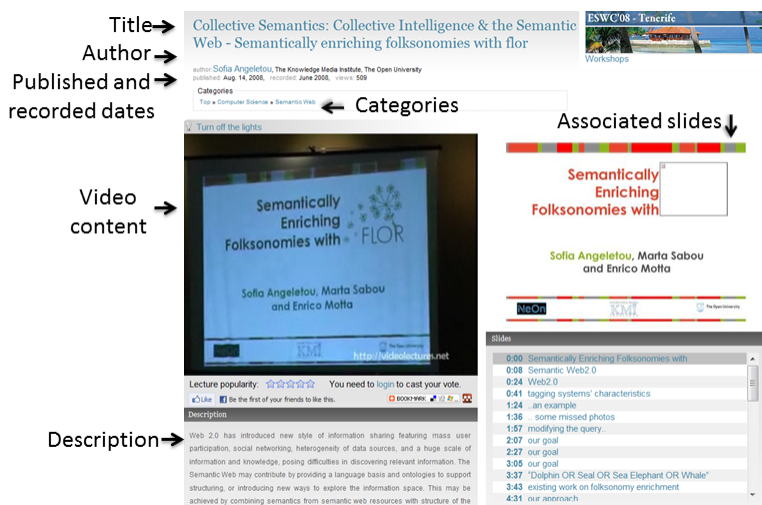 Title
Collective Semantics: Collective Intelligence & the Semantic
Web - Semantically enriching folksonomies with flor
ESWC'08 - Tenerife
Workshops
Author
author: Sofia Angeletou, The Knowledge Media Institute, The Open University
Published and
recorded dates
published: Aug. 14, 2008, recorded: June 2008, views: 509
Categories
Top » Computer Science » Semantic Web
Categories
Associated slides
Turn off the lights
Video
content
Semantically
Enriching
Folksonomies with FLOR
Sofia Angeletou, Marta Sabou
and Enrico Motta
NeOn
KMi
The Open University
http://videolectures.net
Semantically
Enriching
Folksonomies with
Sofia Angeletou, Marta Sabou
and Enrico Motta
NeOn
KMi
The Open University
Lecture popularity:
You need to login to cast your vote.
Like
Be the first of your friends to like this.
BOOKMARK
Description
Description
Web 2.0 has introduced new style of information sharing featuring mass user
participation, social networking, heterogeneity of data sources, and a huge scale of
information and knowledge, posing difficulties in discovering relevant information. The
Semantic Web may contribute by providing a language basis and ontologies to support
structuring, or introducing new ways to explore the information space. This may be
achieved by combining semantics from semantic web resources with structure of the
Slides
0:00 Semantically Enriching Folksonomies with
0:08 Semantic Web2.0
0:24 Web2.0
0:41 tagging systems' characteristics
1:24 ..an example
1:36 .. some missed photos
1:57 modifying the query..
2:07 our goal
2:27 our goal
3:05 our goal
3:37 "Dolphin OR Seal OR Sea Elephant OR Whale"
3:43 existing work on folksonomy enrichment
4:31 our approach